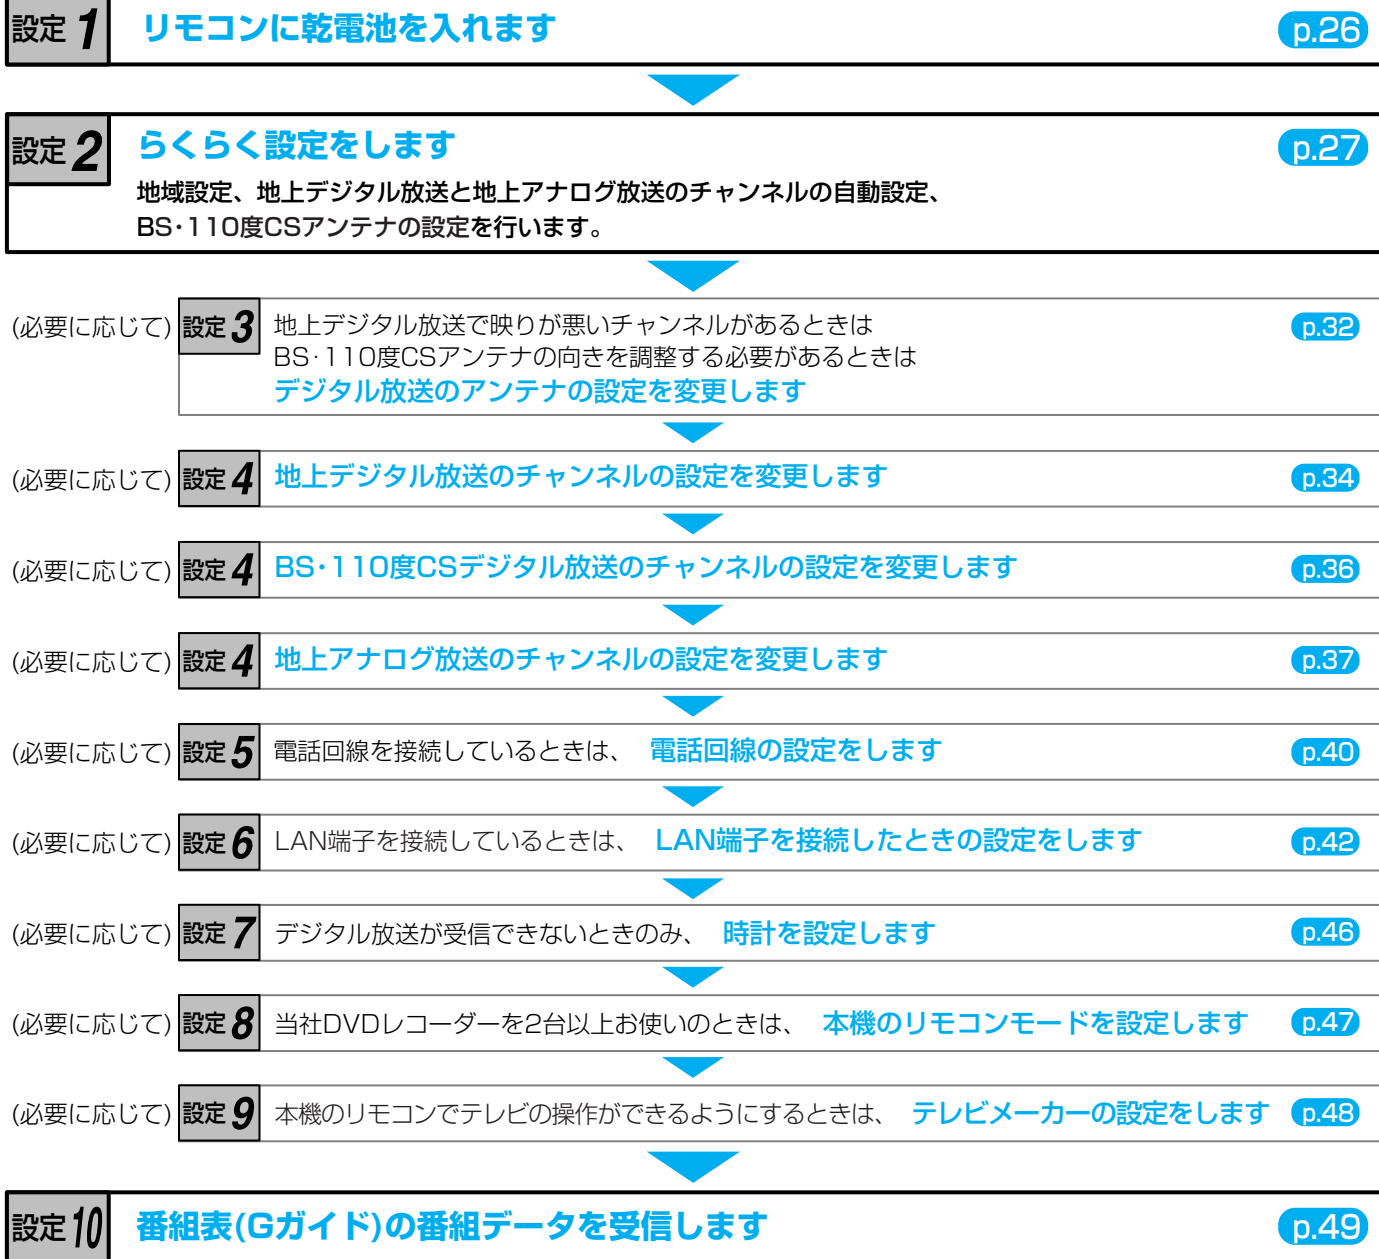 設定 1 リモコンに乾電池を入れます p.26
設定 2 らくらく設定をします p.27
地域設定、地上デジタル放送と地上アナログ放送のチャンネルの自動設定、
BS・110度CSアンテナの設定を行います。
(必要に応じて) 設定 3 地上デジタル放送で映りが悪いチャンネルがあるときは p.32
BS・110度CSアンテナの向きを調整する必要があるときは
デジタル放送のアンテナの設定を変更します
(必要に応じて) 設定 4 地上デジタル放送のチャンネルの設定を変更します p.34
(必要に応じて) 設定 4 BS・110度CSデジタル放送のチャンネルの設定を変更します p.36
(必要に応じて) 設定 4 地上アナログ放送のチャンネルの設定を変更します p.37
(必要に応じて) 設定 5 電話回線を接続しているときは、 電話回線の設定をします p.40
(必要に応じて) 設定 6 LAN端子を接続しているときは、 LAN端子を接続したときの設定をします p.42
(必要に応じて) 設定 7 デジタル放送が受信できないときのみ、 時計を設定します p.46
(必要に応じて) 設定 8 当社DVDレコーダーを2台以上お使いのときは、 本機のリモコンモードを設定します p.47
(必要に応じて) 設定 9 本機のリモコンでテレビの操作ができるようにするときは、 テレビメーカーの設定をします p.48
設定 10 番組表(Gガイド)の番組データを受信します p.49